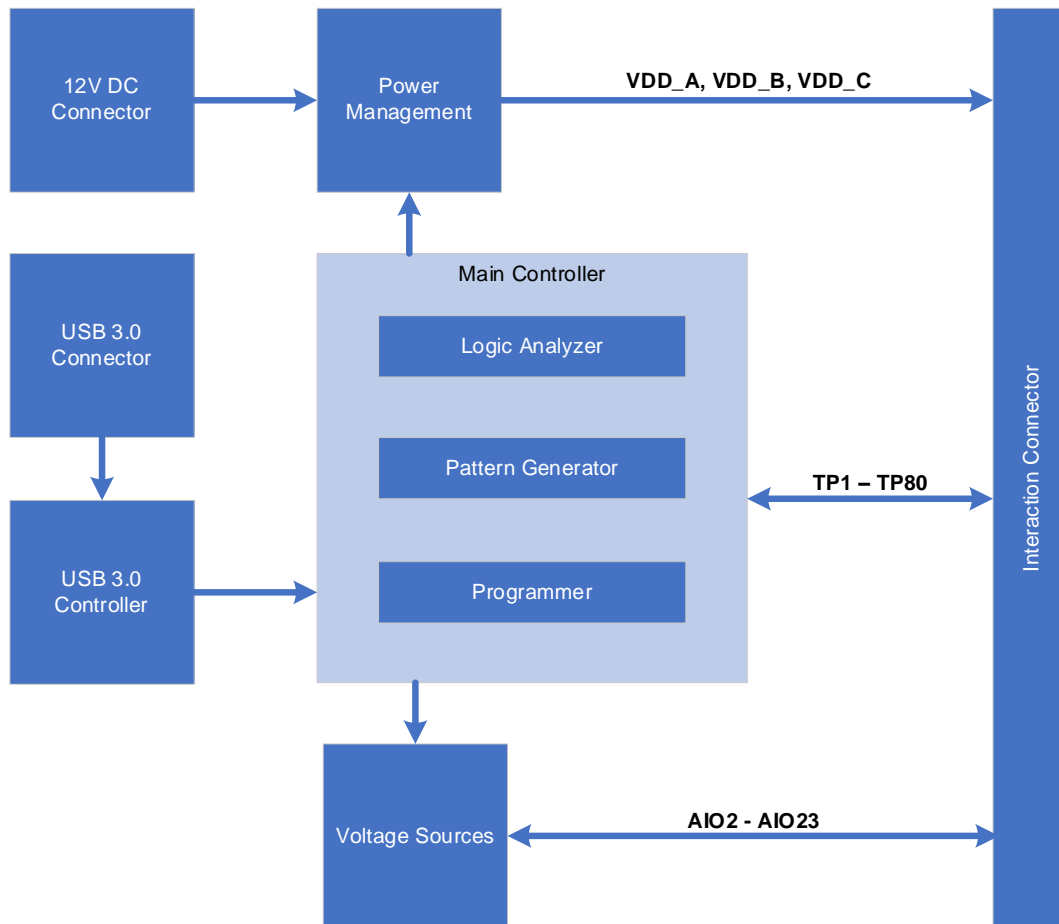 12V DC
Connector
Power
Management
VDD_A, VDD_B, VDD_C
USB 3.0
Connector
Main Controller
Logic Analyzer
Pattern Generator
Programmer
USB 3.0
Controller
TP1 – TP80
Interaction Connector
Voltage Sources
AIO2 - AIO23